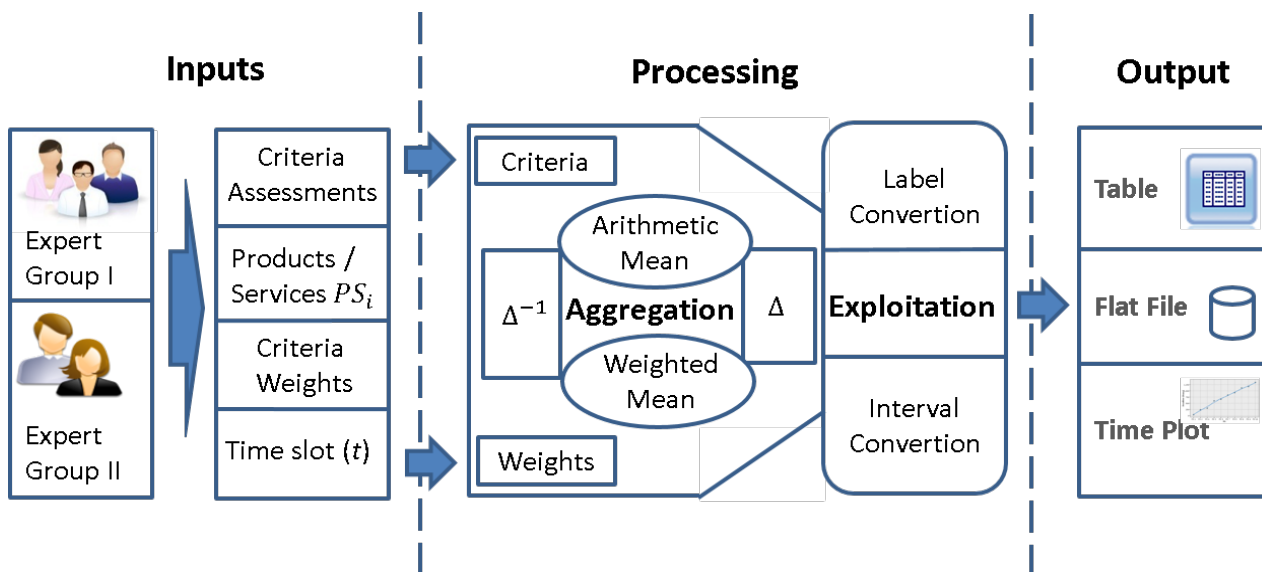 Inputs
Processing
Output
Expert
Group I
Expert
Group II
Criteria
Assessments
Products /
Services PSᵢ
Criteria
Weights
Time slot (t)
Criteria
Arithmetic
Mean
Δ⁻¹
Aggregation
Δ
Weighted
Mean
Weights
Label
Convertion
Exploitation
Interval
Convertion
Table
Flat File
Time Plot